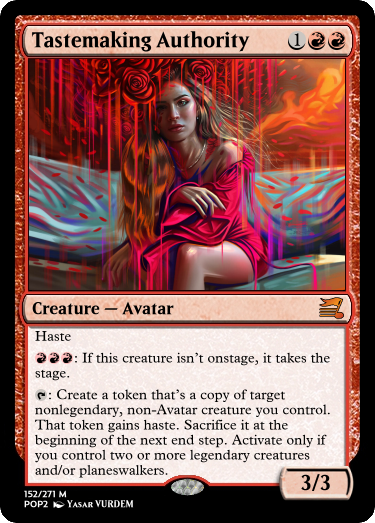 Tastemaking Authority 1
Creature — Avatar
Haste
: If this creature isn't onstage, it takes the
stage.
: Create a token that's a copy of target
nonlegendary, non-Avatar creature you control.
That token gains haste. Sacrifice it at the
beginning of the next end step. Activate only if
you control two or more legendary creatures
and/or planeswalkers.
3/3
152/271 M
POP2 Yasar VURDEM